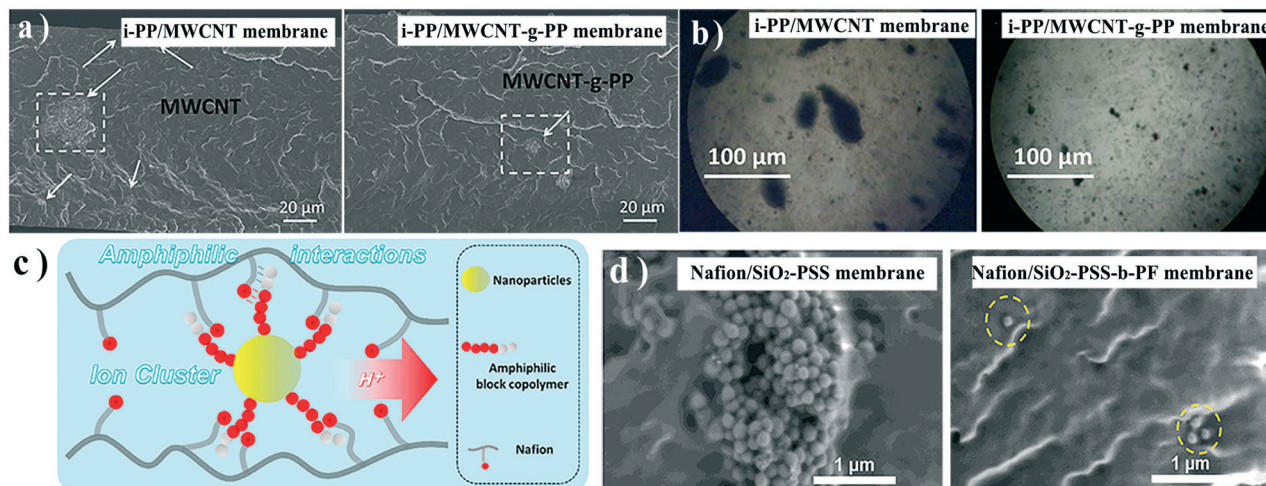 a)
i-PP/MWCNT membrane
MWCNT
20 μm
i-PP/MWCNT-g-PP membrane
MWCNT-g-PP
20 μm
b)
i-PP/MWCNT membrane
100 μm
i-PP/MWCNT-g-PP membrane
100 μm
c)
Amphiphilic interactions
Ion Cluster
H⁺
Nanoparticles
Amphiphilic
block copolymer
Nafion
d)
Nafion/SiO₂-PSS membrane
1 μm
Nafion/SiO₂-PSS-b-PF membrane
1 μm